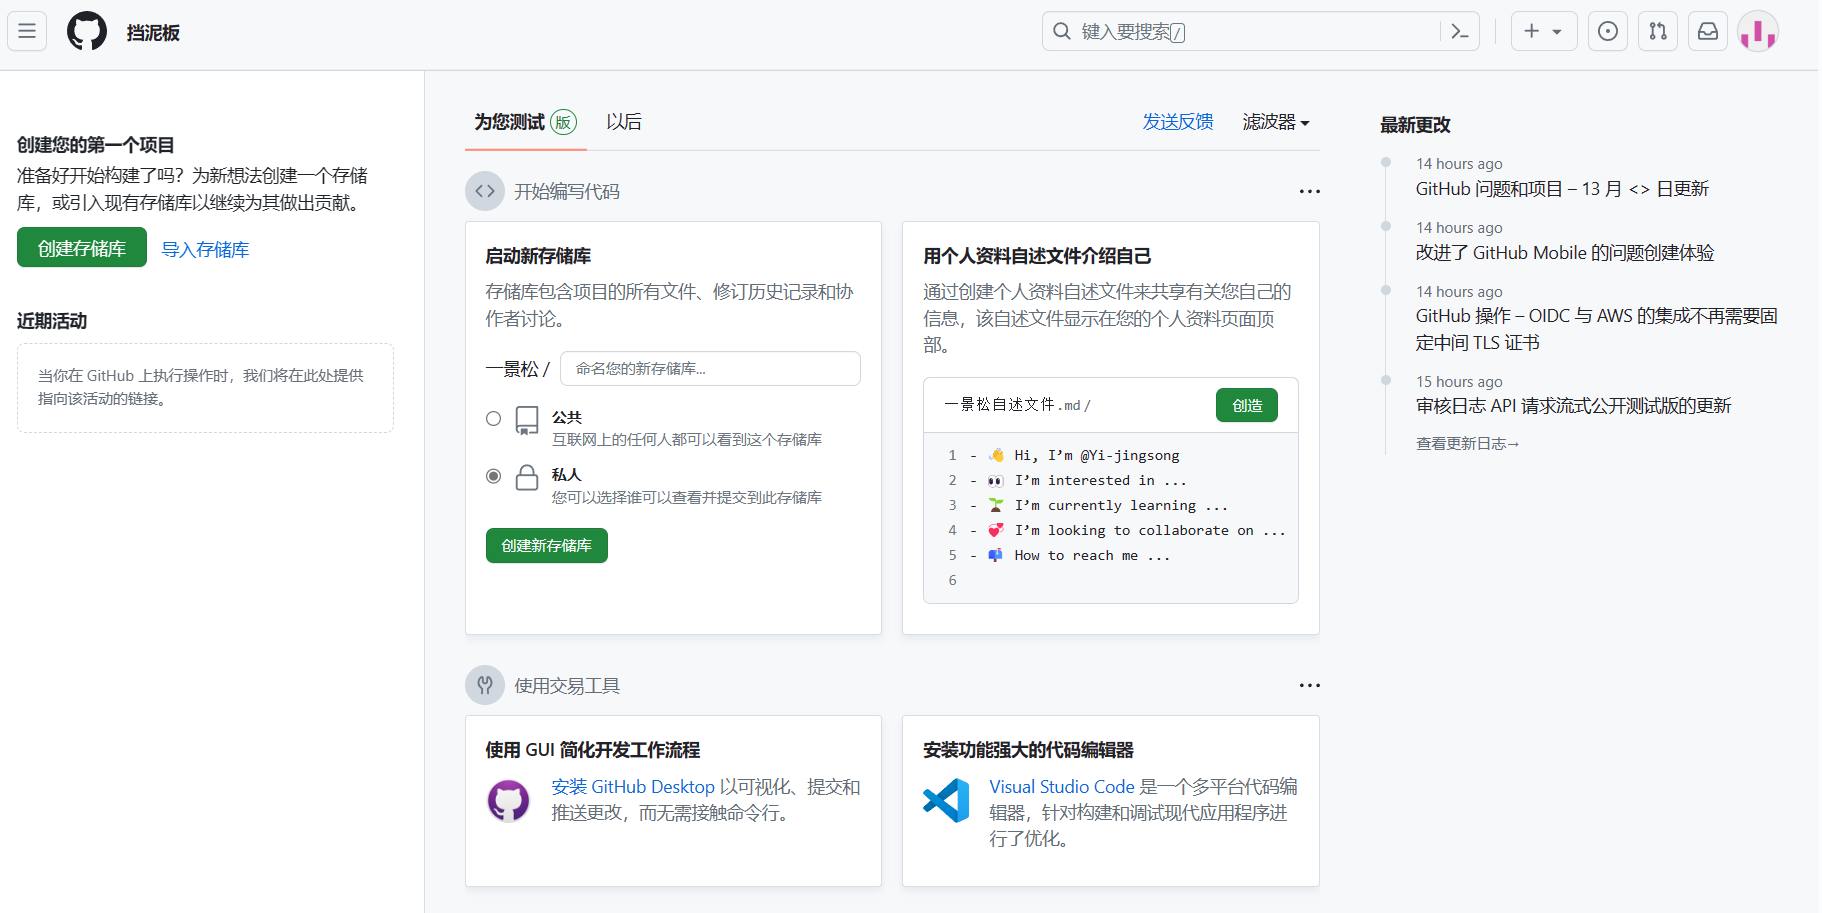 挡泥板
键入要搜索/
创建您的第一个项目
准备好开始构建了吗？为新想法创建一个存储
库，或引入现有存储库以继续为其做出贡献。
创建存储库 导入存储库
近期活动
当你在 GitHub 上执行操作时，我们将在此处提供
指向该活动的链接。
为您测试 版 以后
发送反馈 滤波器
开始编写代码
启动新存储库
存储库包含项目的所有文件、修订历史记录和协
作者讨论。
一景松 / 命名您的新存储库...
公共
互联网上的任何人都可以看到这个存储库
私人
您可以选择谁可以查看并提交到此存储库
创建新存储库
用个人资料自述文件介绍自己
通过创建个人资料自述文件来共享有关您自己的
信息，该自述文件显示在您的个人资料页面顶
部。
一景松自述文件.md/ 创造
1 - 👋 Hi, I’m @Yi-jingsong
2 - 👀 I’m interested in ...
3 - 🌱 I’m currently learning ...
4 - 💞️ I’m looking to collaborate on ...
5 - 📫 How to reach me ...
6
使用交易工具
使用 GUI 简化开发工作流程
安装 GitHub Desktop 以可视化、提交和
推送更改，而无需接触命令行。
安装功能强大的代码编辑器
Visual Studio Code 是一个多平台代码编
辑器，针对构建和调试现代应用程序进
行了优化。
最新更改
14 hours ago
GitHub 问题和项目 – 13 月 <> 日更新
14 hours ago
改进了 GitHub Mobile 的问题创建体验
14 hours ago
GitHub 操作 – OIDC 与 AWS 的集成不再需要固
定中间 TLS 证书
15 hours ago
审核日志 API 请求流式公开测试版的更新
查看更新日志→